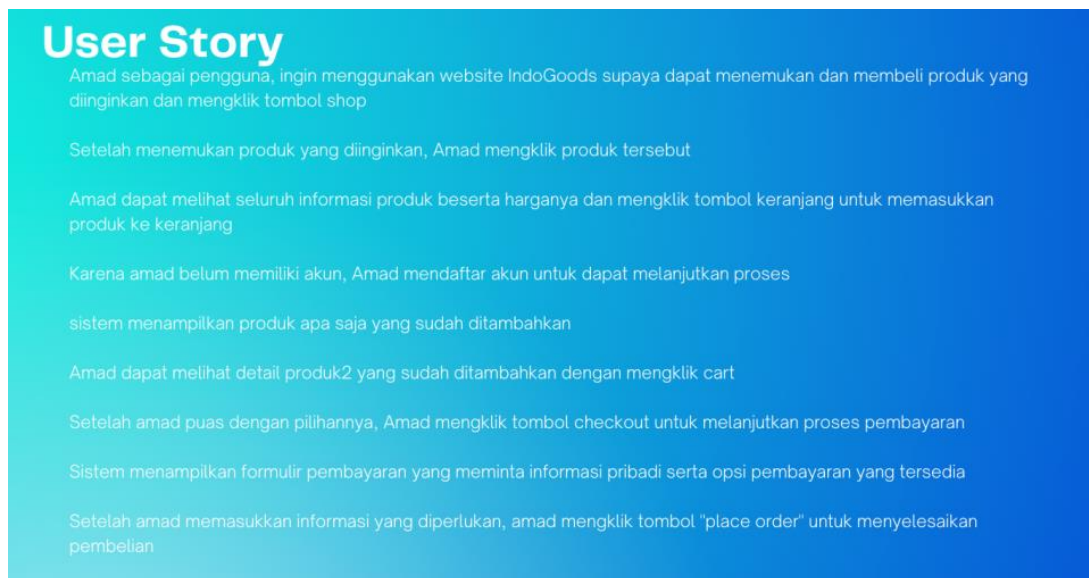 User Story
Amad sebagai pengguna, ingin menggunakan website IndoGoods supaya dapat menemukan dan membeli produk yang
diinginkan dan mengklik tombol shop
Setelah menemukan produk yang diinginkan, Amad mengklik produk tersebut
Amad dapat melihat seluruh informasi produk beserta harganya dan mengklik tombol keranjang untuk memasukkan
produk ke keranjang
Karena amad belum memiliki akun, Amad mendaftar akun untuk dapat melanjutkan proses
sistem menampilkan produk apa saja yang sudah ditambahkan
Amad dapat melihat detail produk2 yang sudah ditambahkan dengan mengklik cart
Setelah amad puas dengan pilihannya, Amad mengklik tombol checkout untuk melanjutkan proses pembayaran
Sistem menampilkan formulir pembayaran yang meminta informasi pribadi serta opsi pembayaran yang tersedia
Setelah amad memasukkan informasi yang diperlukan, amad mengklik tombol "place order" untuk menyelesaikan
pembelian